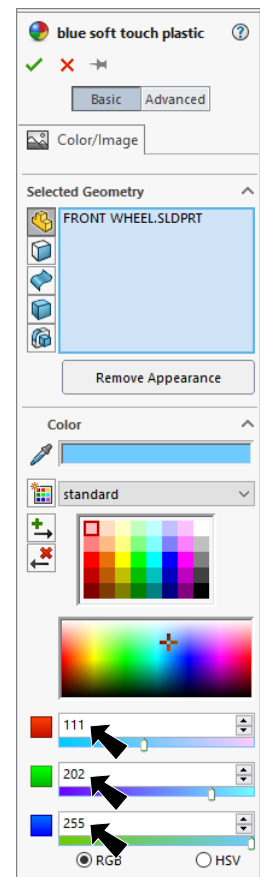 blue soft touch plastic ?
Basic Advanced
Color/Image
Selected Geometry
FRONT WHEEL.SLDPRT
Remove Appearance
Color
standard
111
202
255
RGB HSV